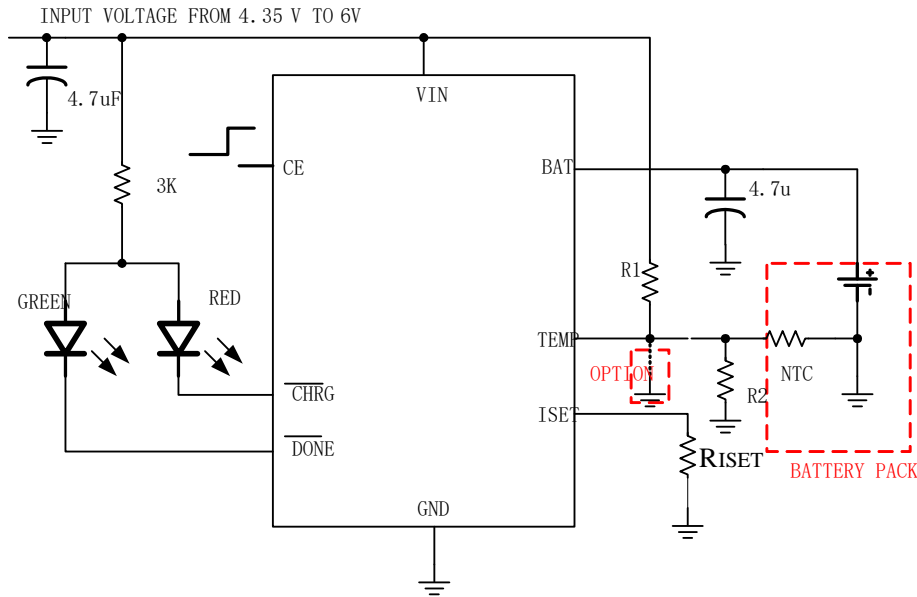 INPUT VOLTAGE FROM 4.35 V TO 6V
4.7uF
VIN
CE
3K
BAT
4.7u
R1
GREEN
RED
TEMP
OPTION
NTC
R2
CHRG
ISET
DONE
RISET
BATTERY PACK
GND
+